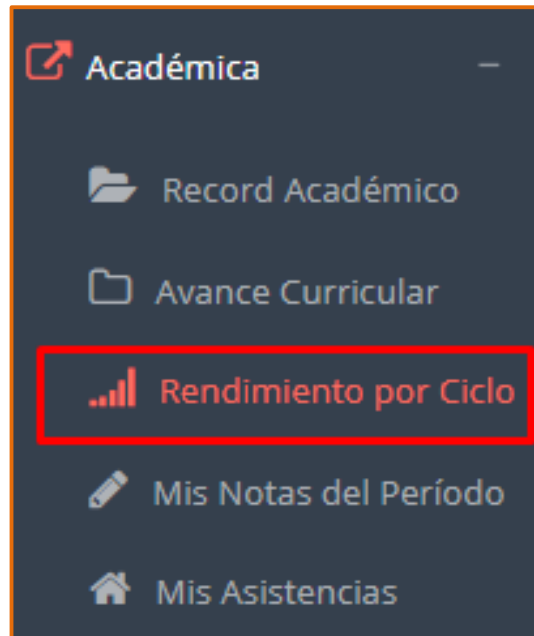 Académica
Record Académico
Avance Curricular
Rendimiento por Ciclo
Mis Notas del Período
Mis Asistencias